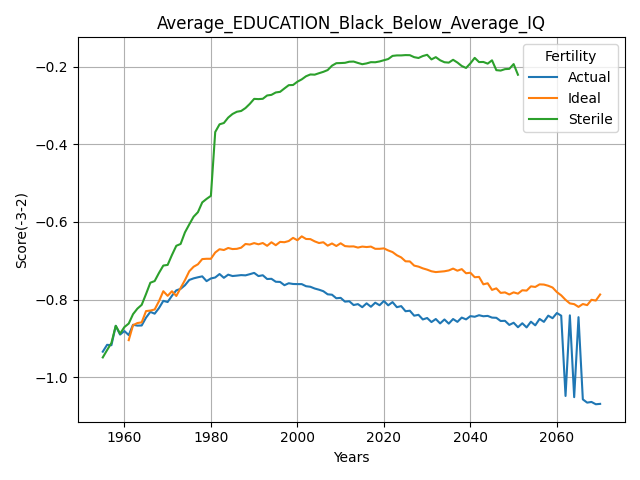 Average_EDUCATION_Black_Below_Average_IQ
Fertility
Actual
Ideal
Sterile
Score(-3-2)
−0.2
−0.4
−0.6
−0.8
−1.0
1960 1980 2000 2020 2040 2060
Years